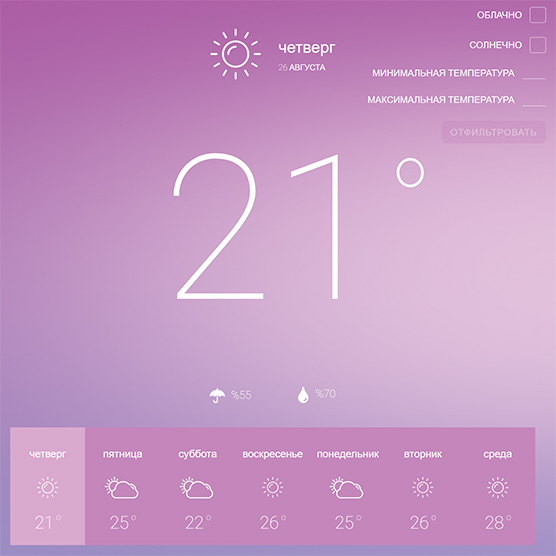 ОБЛАЧНО
СОЛНЕЧНО
МИНИМАЛЬНАЯ ТЕМПЕРАТУРА
МАКСИМАЛЬНАЯ ТЕМПЕРАТУРА
ОТФИЛЬТРОВАТЬ
четверг
26 АВГУСТА
21°
%55 %70
четверг пятница суббота воскресенье понедельник вторник среда
21° 25° 22° 26° 25° 26° 28°